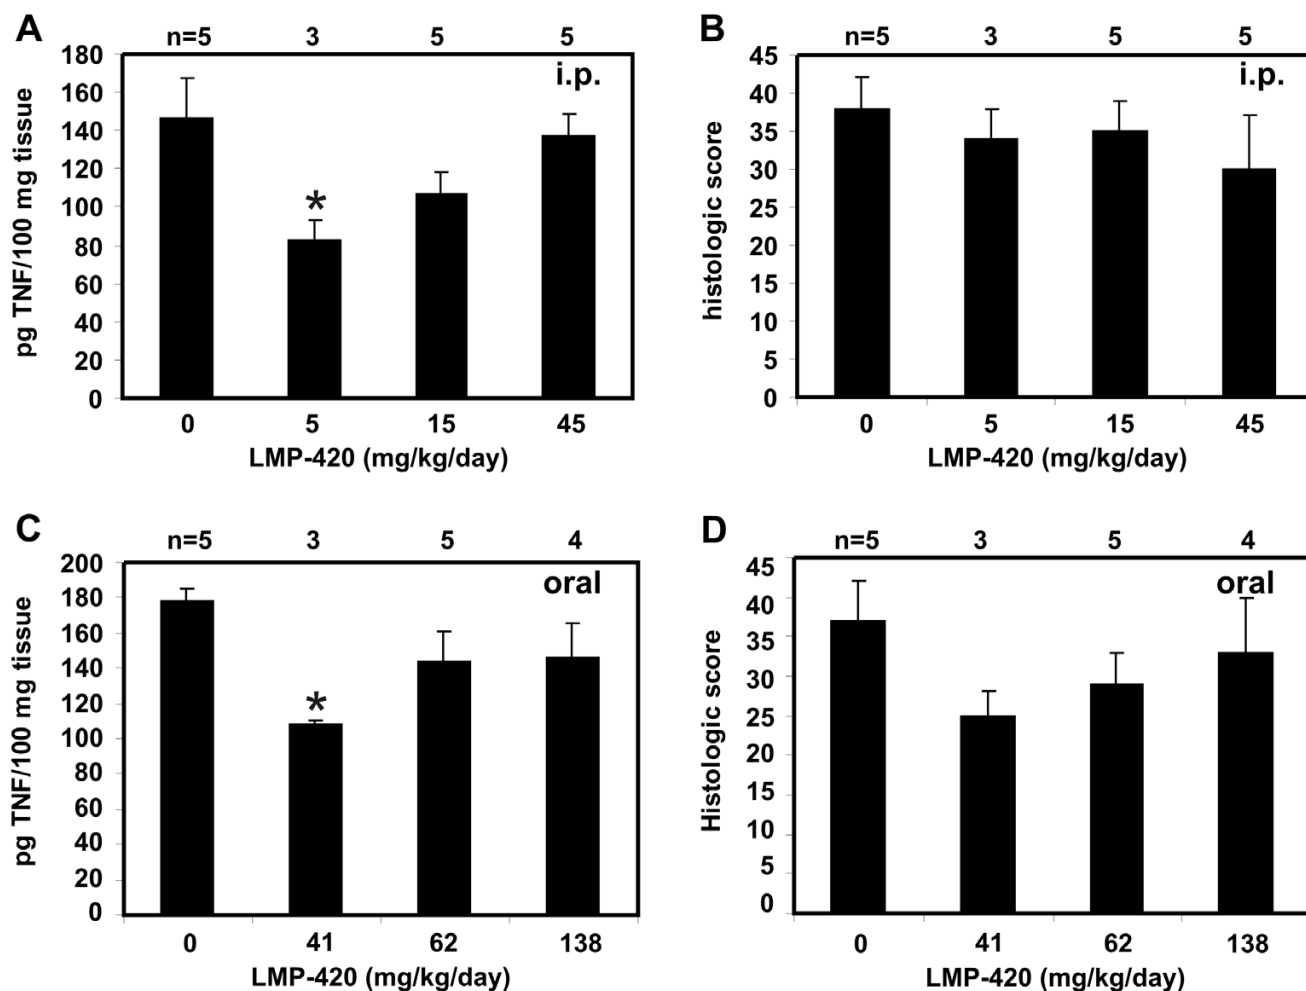 A
n=5 3 5 5
i.p.
180
160
140
120
100
80
60
40
20
0
pg TNF/100 mg tissue
*
0 5 15 45
LMP-420 (mg/kg/day)
B
n=5 3 5 5
i.p.
45
40
35
30
25
20
15
10
5
0
histologic score
0 5 15 45
LMP-420 (mg/kg/day)
C
n=5 3 5 4
oral
200
180
160
140
120
100
80
60
40
20
0
pg TNF/100 mg tissue
*
0 41 62 138
LMP-420 (mg/kg/day)
D
n=5 3 5 4
oral
45
40
35
30
25
20
15
10
5
0
Histologic score
0 41 62 138
LMP-420 (mg/kg/day)